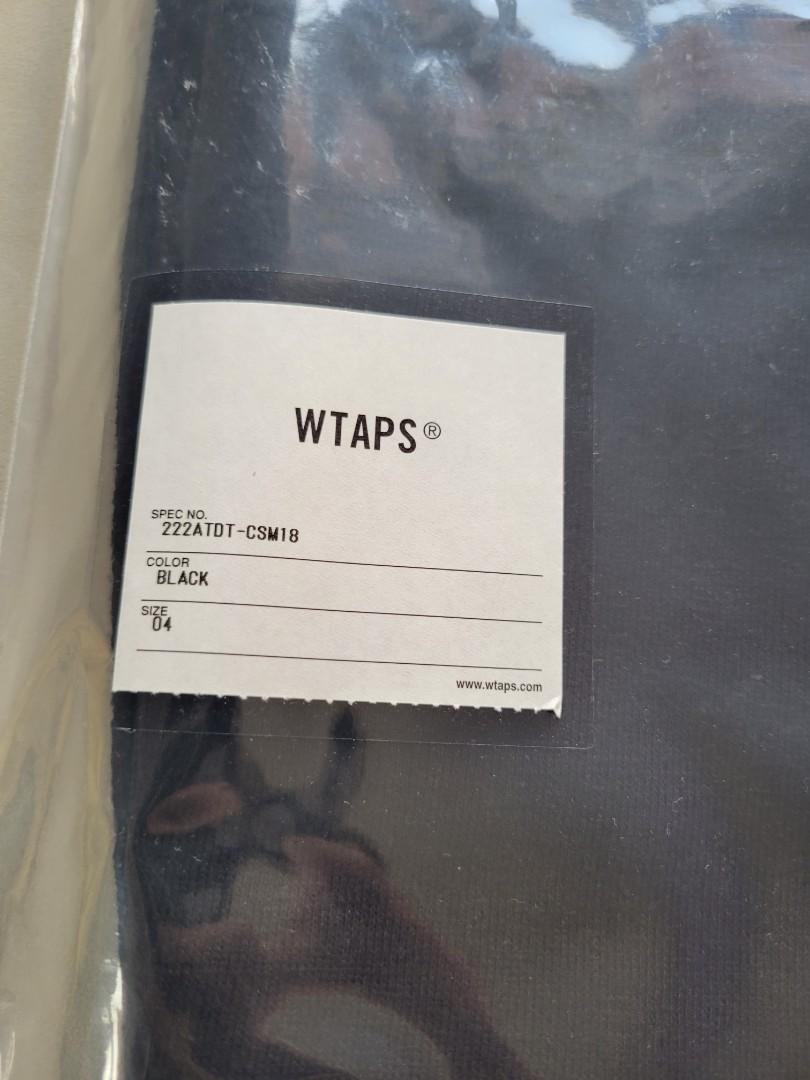 WTAPS®
SPEC NO.
222ATDT-CSM18
COLOR
BLACK
SIZE
04
www.wtaps.com